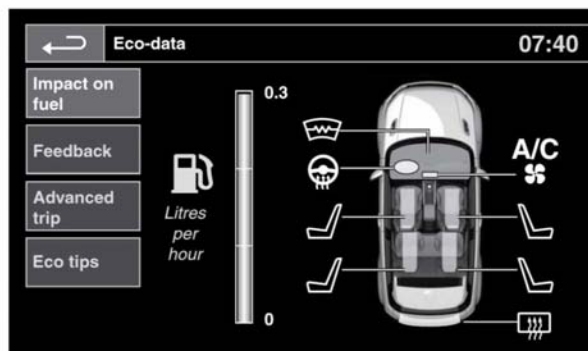 Eco-data
07:40
Impact on
fuel
Feedback
Advanced
trip
Eco tips
Litres
per
hour
0.3
0
A/C